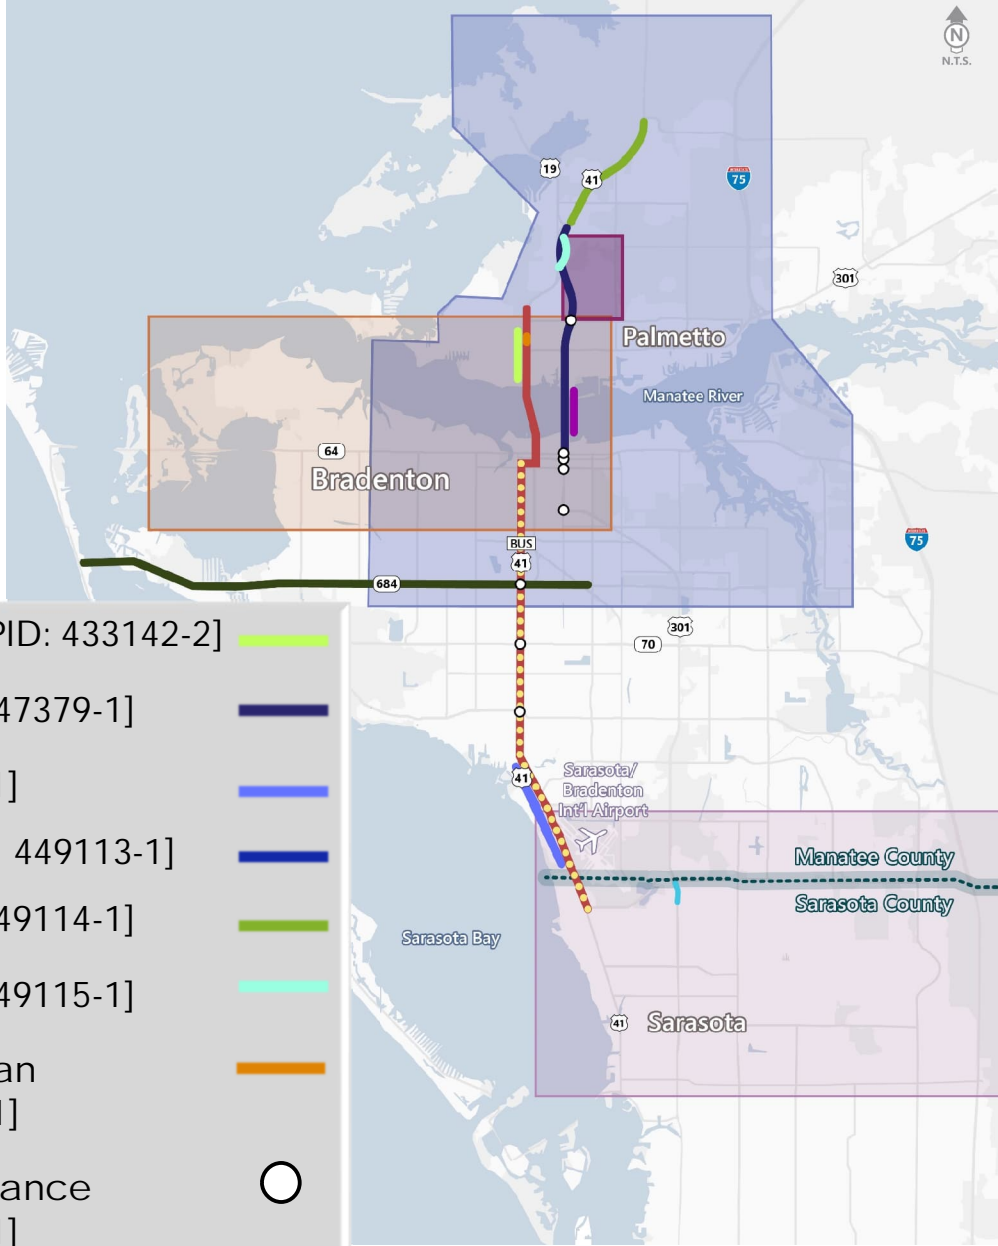 N
N.T.S.
19
41
75
301
Palmetto
Manatee River
64
Bradenton
BUS
41
75
684
301
70
PID: 433142-2]
47379-1]
1]
449113-1]
49114-1]
49115-1]
an
1]
ance
1]
41
Sarasota/
Bradenton
Int'l Airport
Manatee County
Sarasota County
Sarasota Bay
41
Sarasota